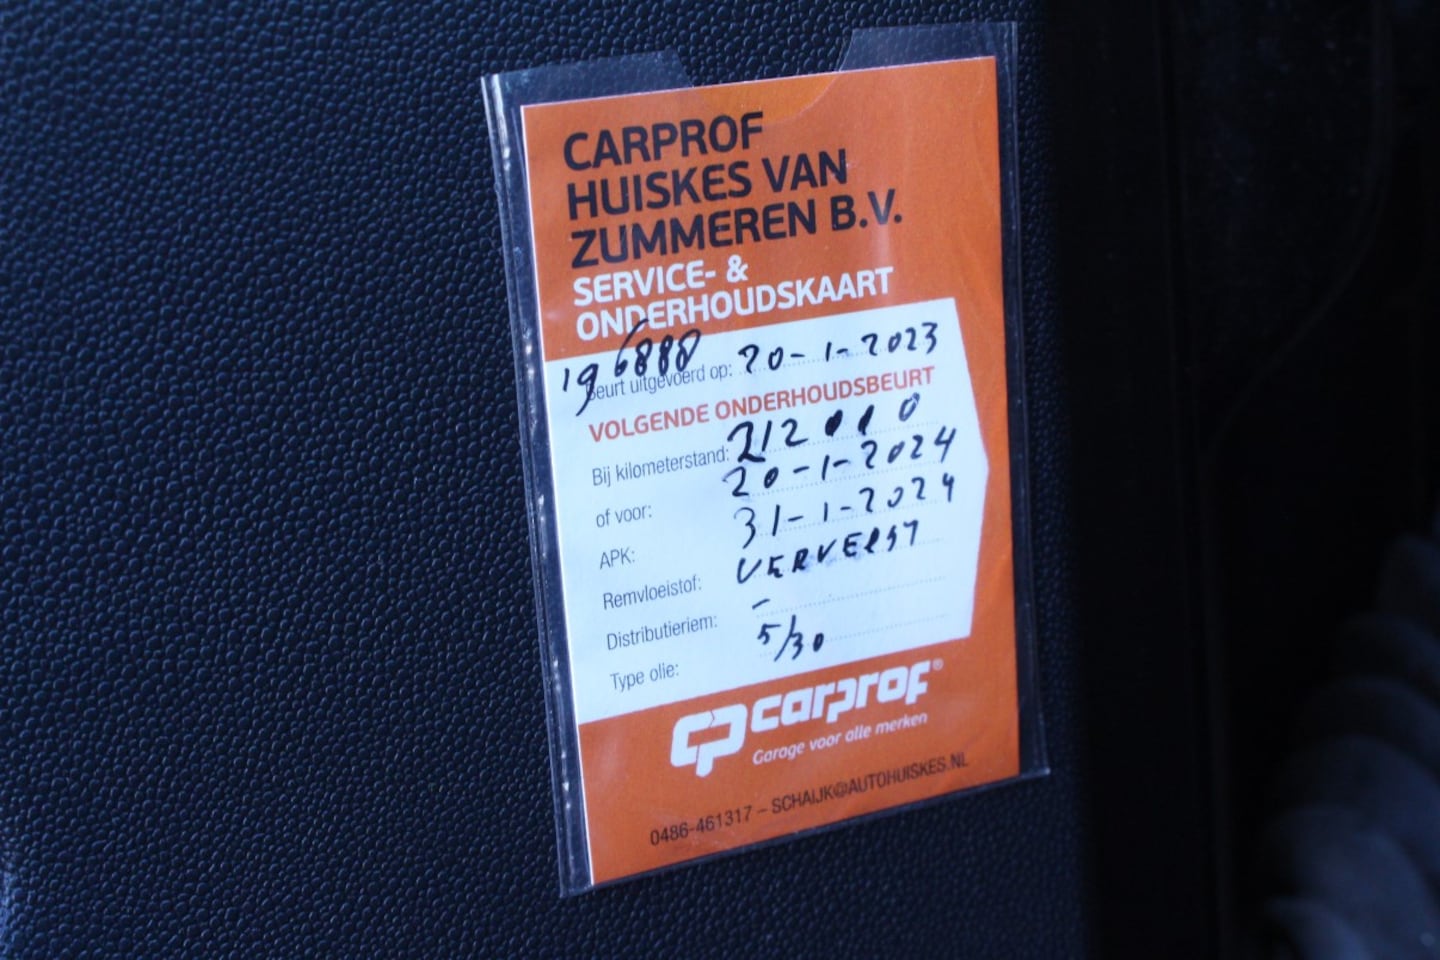 CARPROF
HUISKES VAN
ZUMMEREN B.V.
SERVICE- &
ONDERHOUDSKAART
196888
Beurt uitgevoerd op: 20-1-2023
VOLGENDE ONDERHOUDSBEURT
Bij kilometerstand: 212000
of voor: 20-1-2024
APK: 31-1-2024
Remvloeistof: VERVERST
Distributieriem: -
Type olie: 5/30
CP carprof®
Garage voor alle merken
0486-461317 – SCHAIJK@AUTOHUISKES.NL